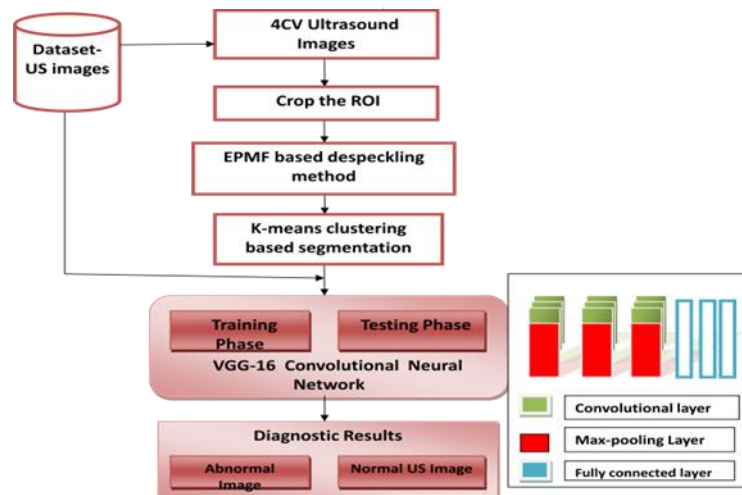 Dataset-
US images
4CV Ultrasound
Images
Crop the ROI
EPMF based despeckling
method
K-means clustering
based segmentation
Training
Phase
Testing Phase
VGG-16 Convolutional Neural
Network
Diagnostic Results
Abnormal
Image
Normal US Image
Convolutional layer
Max-pooling Layer
Fully connected layer